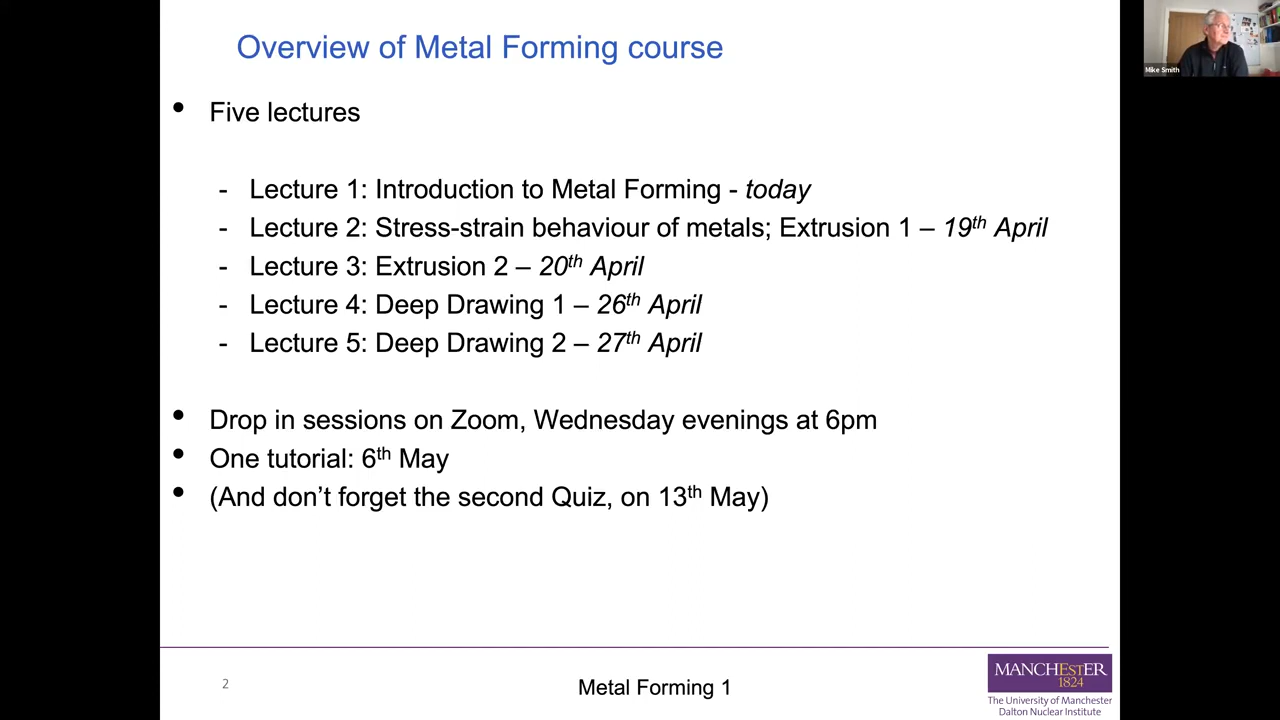 Overview of Metal Forming course
Mike Smith
• Five lectures
- Lecture 1: Introduction to Metal Forming - today
- Lecture 2: Stress-strain behaviour of metals; Extrusion 1 – 19th April
- Lecture 3: Extrusion 2 – 20th April
- Lecture 4: Deep Drawing 1 – 26th April
- Lecture 5: Deep Drawing 2 – 27th April
• Drop in sessions on Zoom, Wednesday evenings at 6pm
• One tutorial: 6th May
• (And don’t forget the second Quiz, on 13th May)
2
Metal Forming 1
MANCHESTER
1824
The University of Manchester
Dalton Nuclear Institute